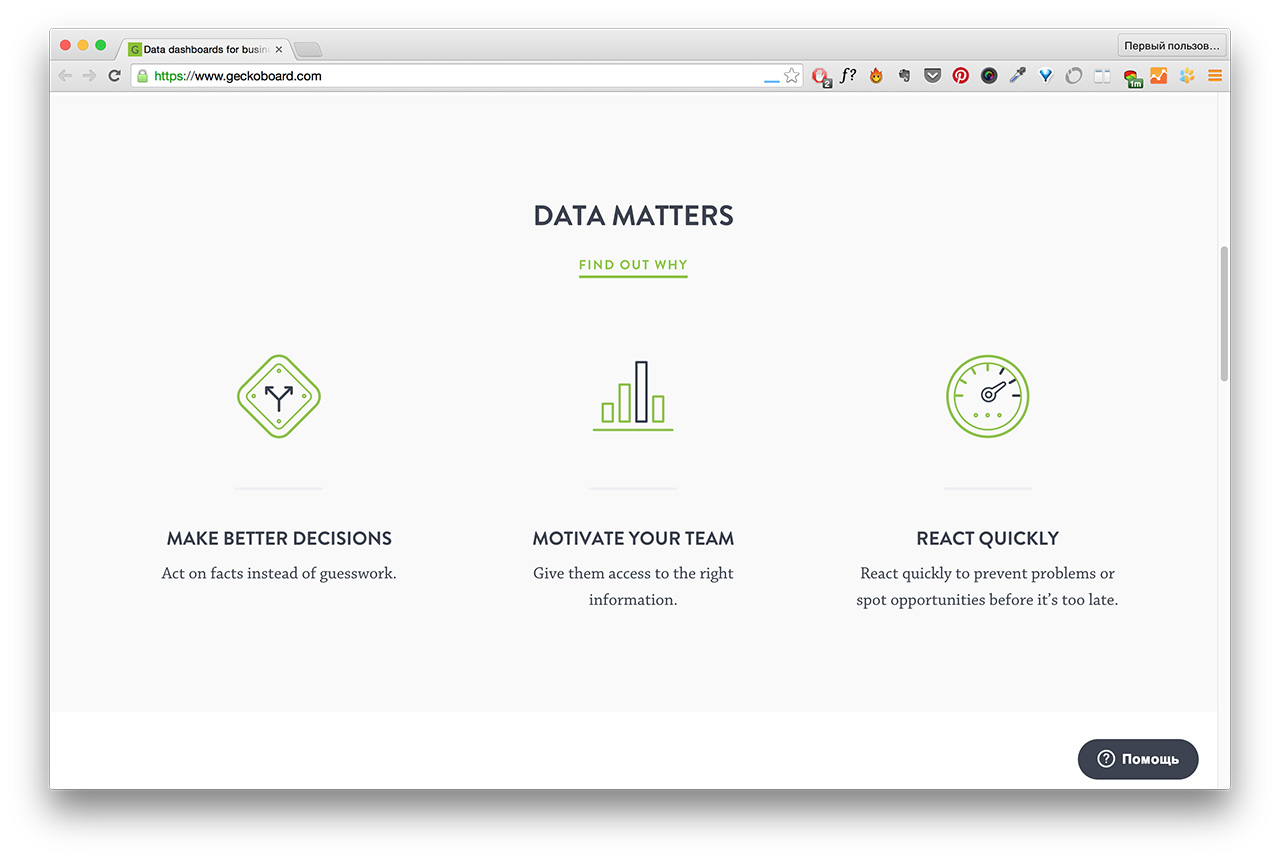 G Data dashboards for busin
Первый пользов...
https://www.geckoboard.com
2
f?
1m
DATA MATTERS
FIND OUT WHY
MAKE BETTER DECISIONS
Act on facts instead of guesswork.
MOTIVATE YOUR TEAM
Give them access to the right
information.
REACT QUICKLY
React quickly to prevent problems or
spot opportunities before it’s too late.
? Помощь